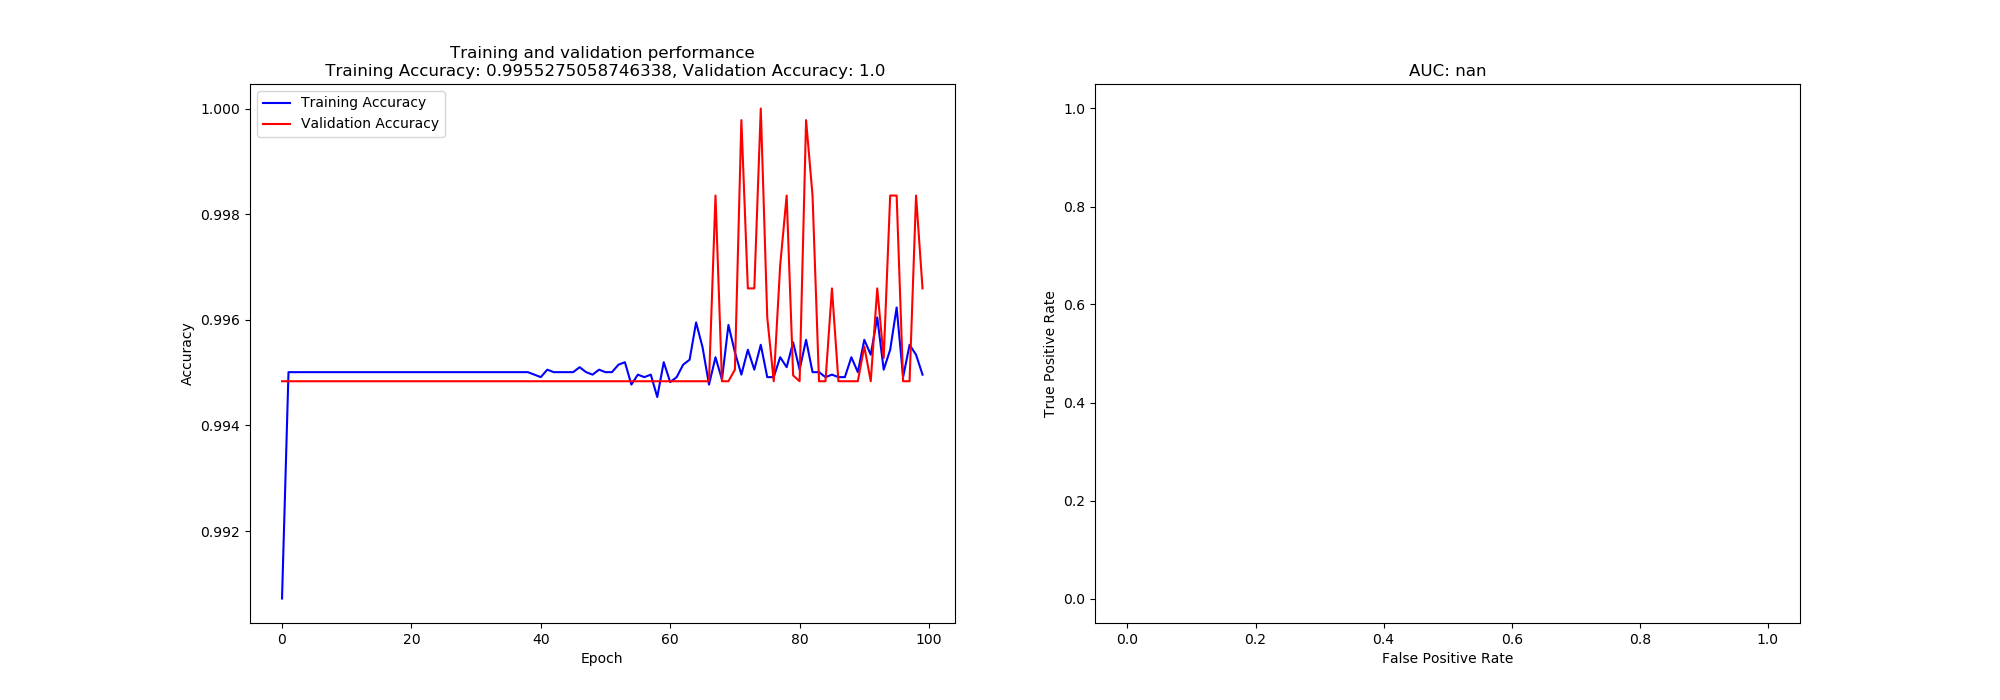 Training and validation performance
Training Accuracy: 0.9955275058746338, Validation Accuracy: 1.0
Training Accuracy
Validation Accuracy
1.000
0.998
0.996
0.994
0.992
Accuracy
0
20
40
60
80
100
Epoch
AUC: nan
1.0
0.8
0.6
0.4
0.2
0.0
True Positive Rate
0.0
0.2
0.4
0.6
0.8
1.0
False Positive Rate